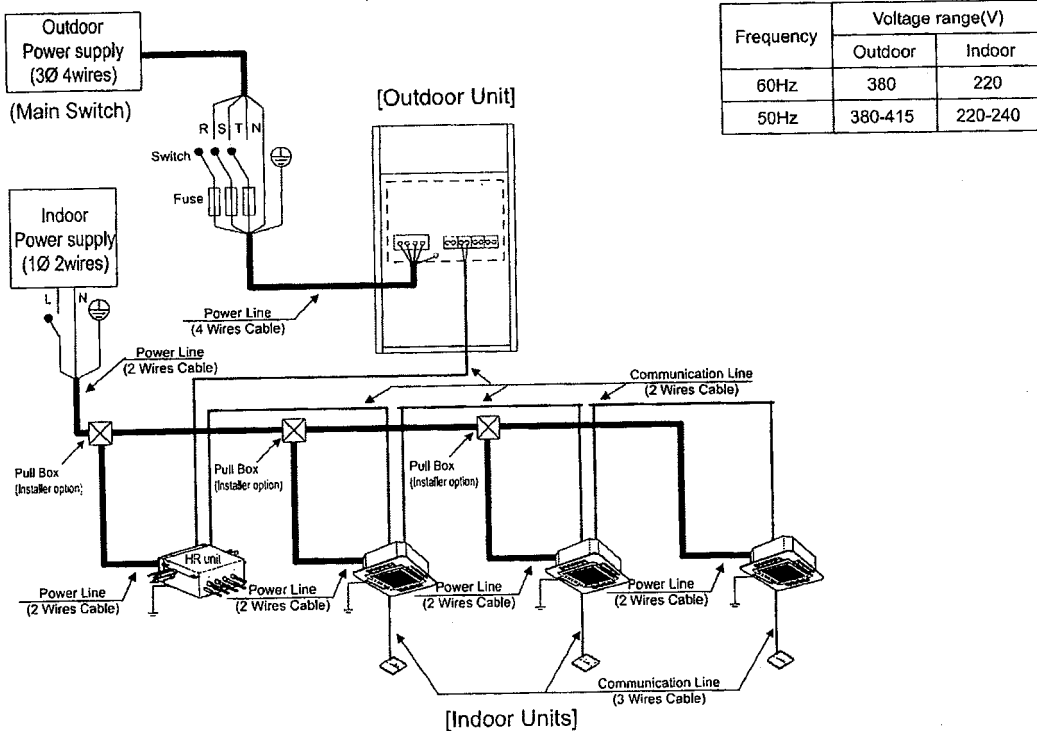 Outdoor
Power supply
(3Ø 4wires)
(Main Switch)
R S T N
Switch
Fuse
[Outdoor Unit]
Frequency
Voltage range(V)
Outdoor Indoor
60Hz 380 220
50Hz 380-415 220-240
Indoor
Power supply
(1Ø 2wires)
L N
Power Line
(4 Wires Cable)
Power Line
(2 Wires Cable)
Communication Line
(2 Wires Cable)
Pull Box
(Installer option)
Pull Box
(Installer option)
Pull Box
(Installer option)
HR unit
Power Line
(2 Wires Cable)
Power Line
(2 Wires Cable)
Power Line
(2 Wires Cable)
Power Line
(2 Wires Cable)
Communication Line
(3 Wires Cable)
[Indoor Units]